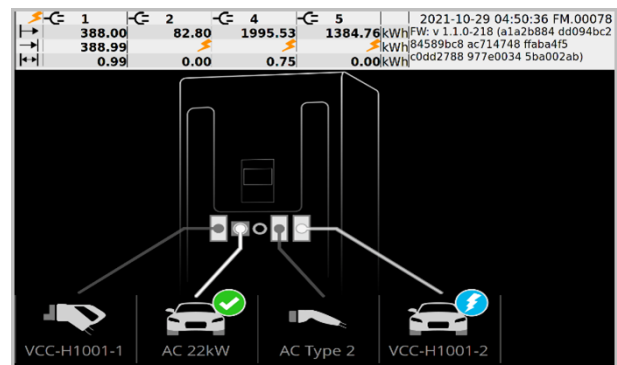 1 2 4 5 2021-10-29 04:50:36 FM.00078
388.00 82.80 1995.53 1384.76 kWh FW: v 1.1.0-218 (a1a2b884 dd094bc2
388.99 kWh 84589bc8 ac714748 ffaba4f5
0.99 0.00 0.75 0.00 kWh c0dd2788 977e0034 5ba002ab)
VCC-H1001-1 AC 22kW AC Type 2 VCC-H1001-2